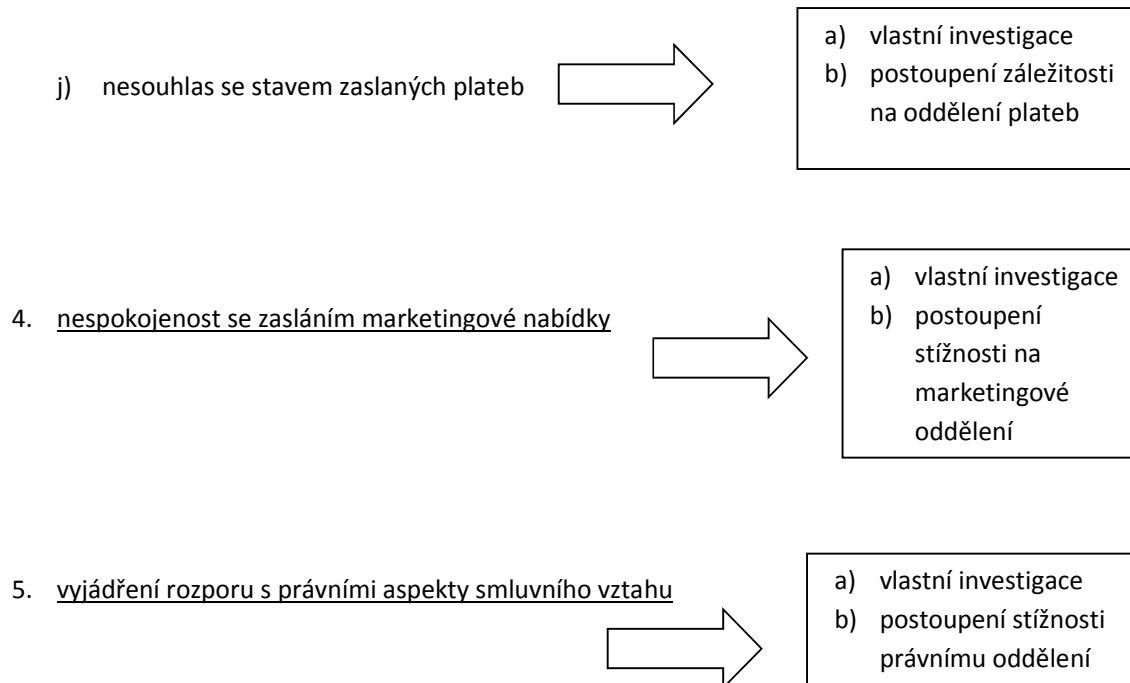 j) nesouhlas se stavem zaslaných plateb
a) vlastní investigace
b) postoupení záležitosti
na oddělení plateb
4. nespokojenost se zasláním marketingové nabídky
a) vlastní investigace
b) postoupení
stížnosti na
marketingové
oddělení
5. vyjádření rozporu s právními aspekty smluvního vztahu
a) vlastní investigace
b) postoupení stížnosti
právnímu oddělení